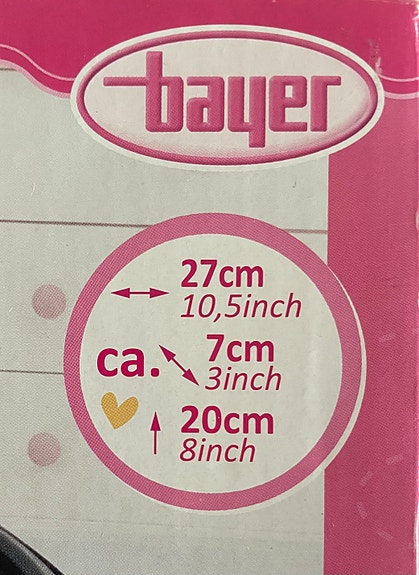 bayer
27cm
10,5inch
ca. 7cm
3inch
20cm
8inch